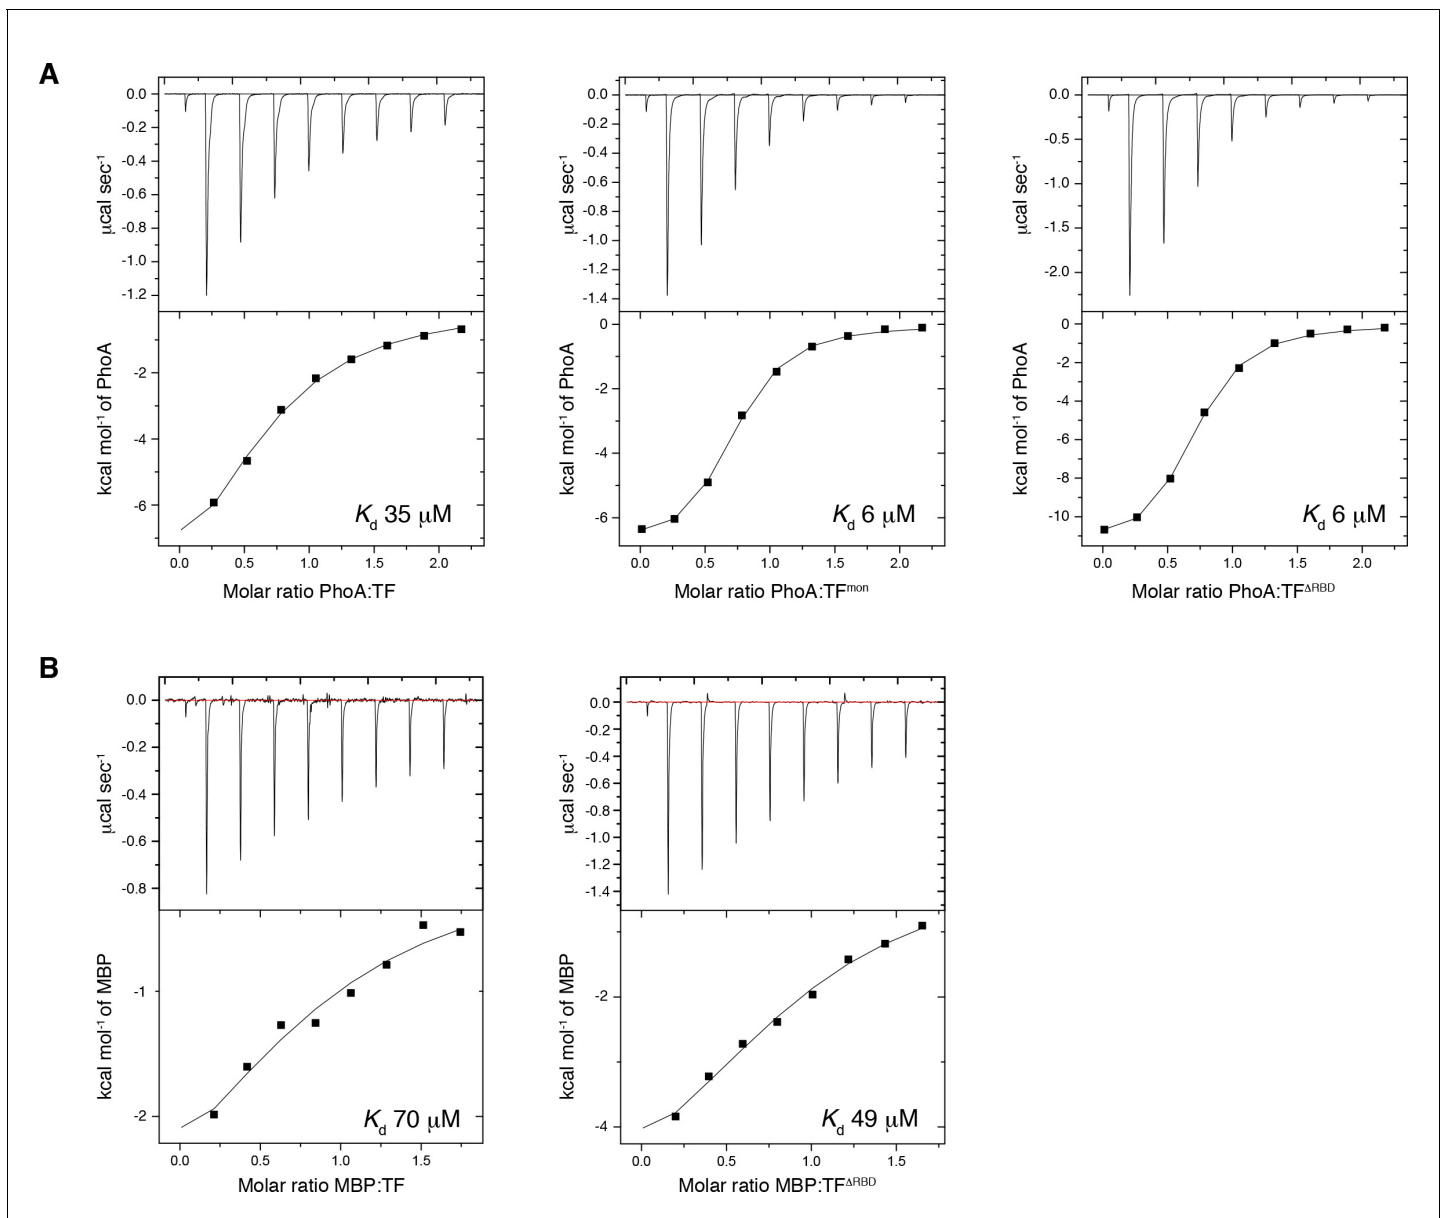 A
0.0
-0.2
-0.4
-0.6
-0.8
-1.0
-1.2
μcal sec⁻¹
-2
-4
-6
kcal mol⁻¹ of PhoA
Kd 35 μM
0.0 0.5 1.0 1.5 2.0
Molar ratio PhoA:TF
0.0
-0.2
-0.4
-0.6
-0.8
-1.0
-1.2
-1.4
μcal sec⁻¹
0
-2
-4
-6
kcal mol⁻¹ of PhoA
Kd 6 μM
0.0 0.5 1.0 1.5 2.0
Molar ratio PhoA:TFmon
0.0
-0.5
-1.0
-1.5
-2.0
μcal sec⁻¹
0
-2
-4
-6
-8
-10
kcal mol⁻¹ of PhoA
Kd 6 μM
0.0 0.5 1.0 1.5 2.0
Molar ratio PhoA:TFΔRBD
B
0.0
-0.2
-0.4
-0.6
-0.8
μcal sec⁻¹
-1
-2
kcal mol⁻¹ of MBP
Kd 70 μM
0.0 0.5 1.0 1.5
Molar ratio MBP:TF
0.0
-0.2
-0.4
-0.6
-0.8
-1.0
-1.2
-1.4
μcal sec⁻¹
-2
-4
kcal mol⁻¹ of MBP
Kd 49 μM
0.0 0.5 1.0 1.5
Molar ratio MBP:TFΔRBD